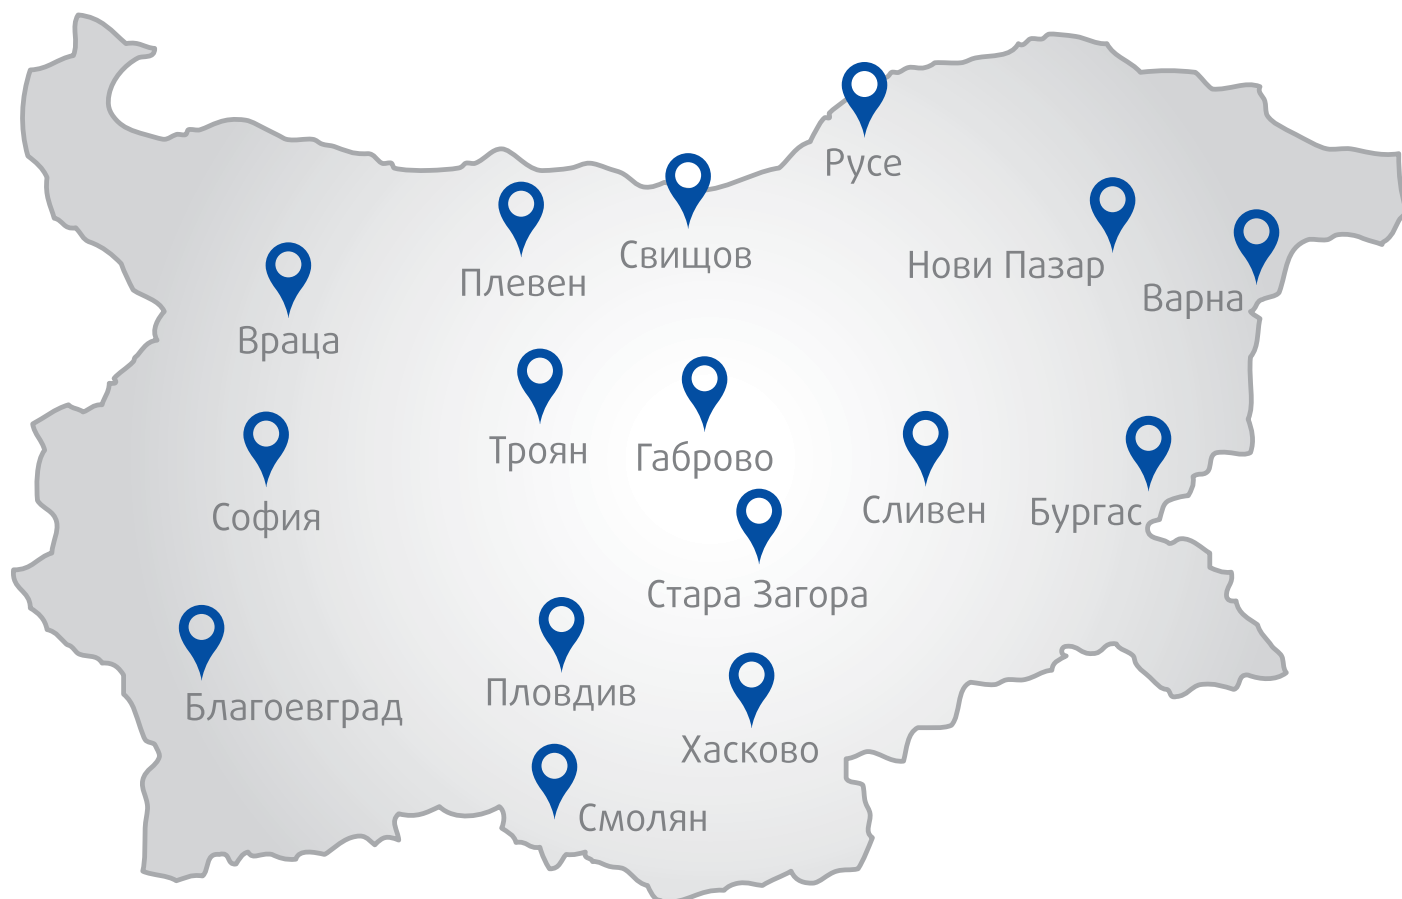 Русе
Свищов
Плевен
Нови Пазар
Варна
Враца
Троян
Габрово
София
Сливен
Бургас
Стара Загора
Благоевград
Пловдив
Хасково
Смолян